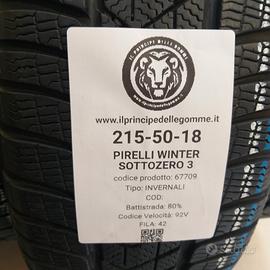 IL PRINCIPE DELLE GOMME
www.ilprincipedellegomme.it
215-50-18
PIRELLI WINTER
SOTTOZERO 3
codice prodotto: 67709
Tipo: INVERNALI
COD:
Battistrada: 80%
Codice Velocità: 92V
FILA: 42
subito